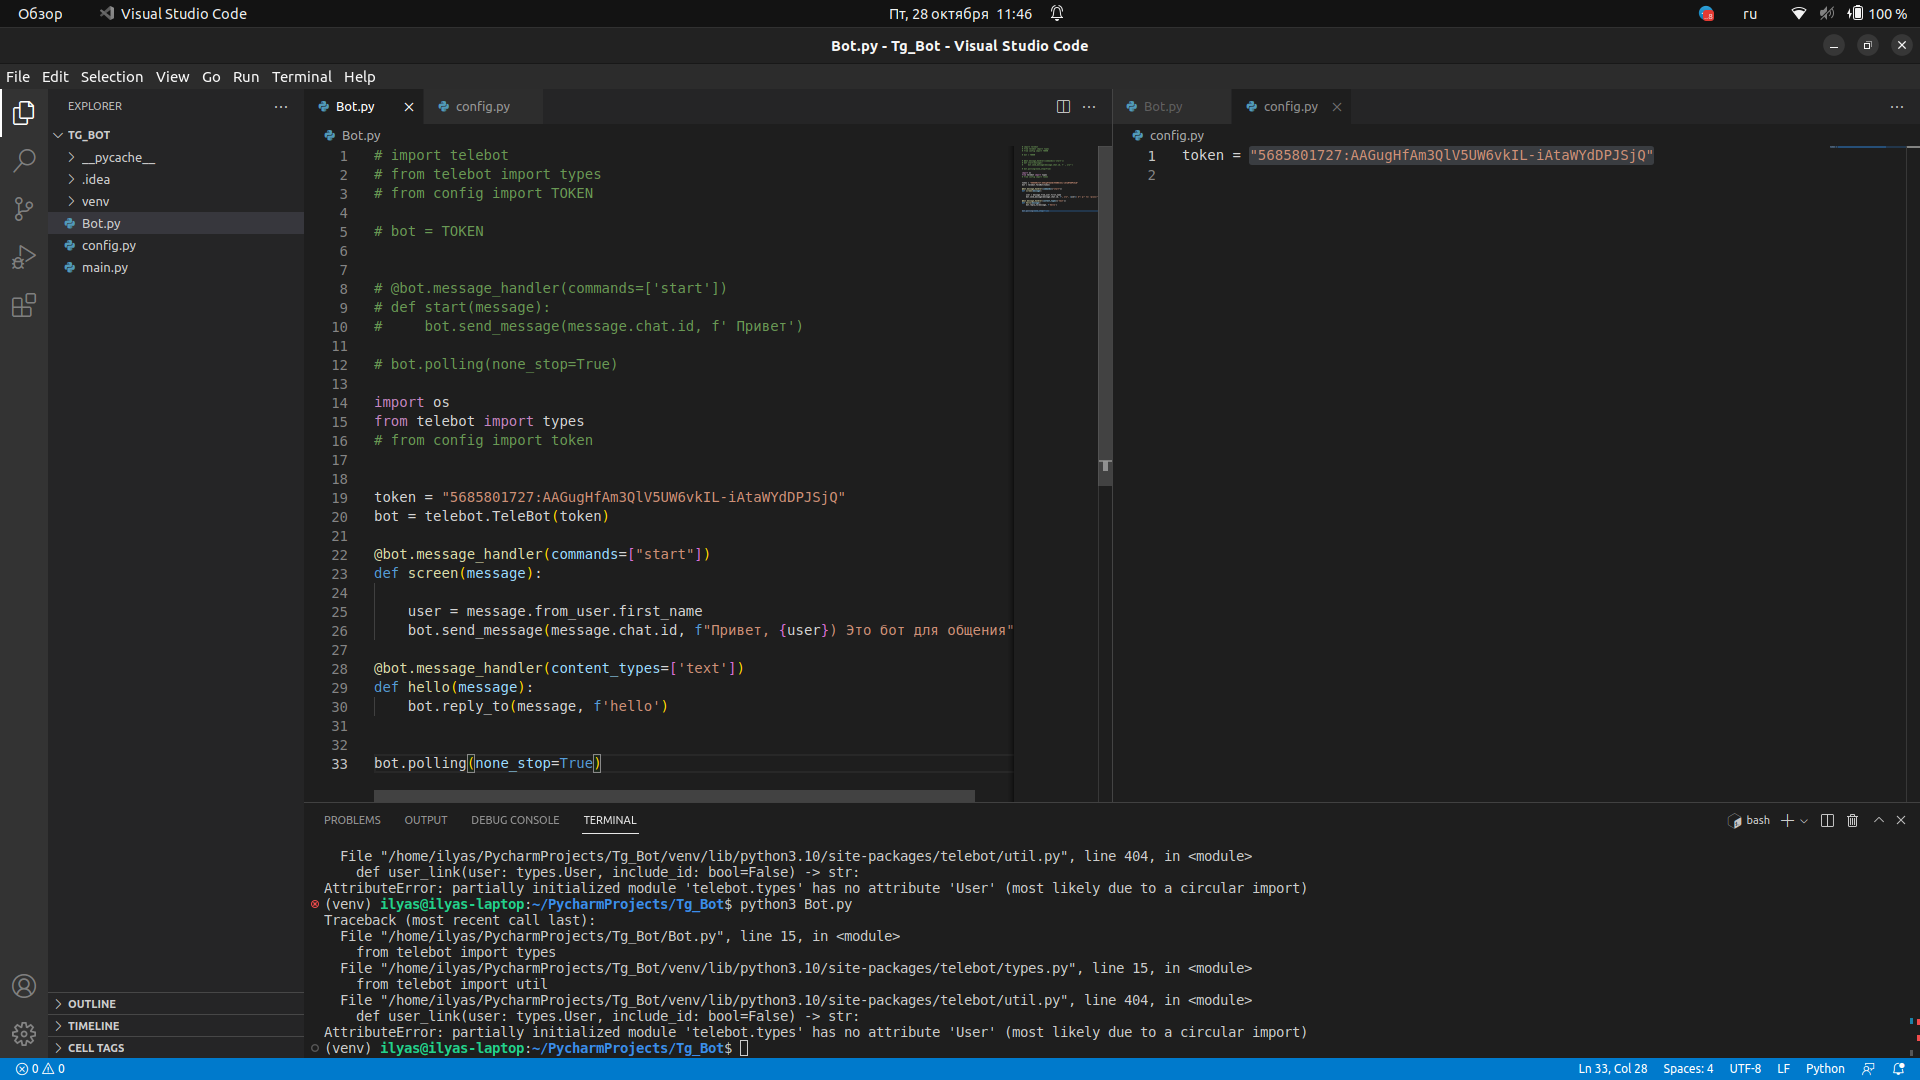 Обзор
Visual Studio Code
Пт, 28 октября 11:46
ru
100 %
Bot.py - Tg_Bot - Visual Studio Code
File Edit Selection View Go Run Terminal Help
EXPLORER
TG_BOT
__pycache__
.idea
venv
Bot.py
config.py
main.py
OUTLINE
TIMELINE
CELL TAGS
Bot.py
config.py
Bot.py
1 # import telebot
2 # from telebot import types
3 # from config import TOKEN
4
5 # bot = TOKEN
6
7
8 # @bot.message_handler(commands=['start'])
9 # def start(message):
10 #     bot.send_message(message.chat.id, f' Привет')
11
12 # bot.polling(none_stop=True)
13
14 import os
15 from telebot import types
16 # from config import token
17
18
19 token = "5685801727:AAGugHfAm3QlV5UW6vkIL-iAtaWYdDPJSjQ"
20 bot = telebot.TeleBot(token)
21
22 @bot.message_handler(commands=["start"])
23 def screen(message):
24
25     user = message.from_user.first_name
26     bot.send_message(message.chat.id, f"Привет, {user}) Это бот для общения"
27
28 @bot.message_handler(content_types=['text'])
29 def hello(message):
30     bot.reply_to(message, f'hello')
31
32
33 bot.polling(none_stop=True)
Bot.py
config.py
config.py
1 token = "5685801727:AAGugHfAm3QlV5UW6vkIL-iAtaWYdDPJSjQ"
2
PROBLEMS OUTPUT DEBUG CONSOLE TERMINAL
bash
File "/home/ilyas/PycharmProjects/Tg_Bot/venv/lib/python3.10/site-packages/telebot/util.py", line 404, in <module>
def user_link(user: types.User, include_id: bool=False) -> str:
AttributeError: partially initialized module 'telebot.types' has no attribute 'User' (most likely due to a circular import)
(venv) ilyas@ilyas-laptop:~/PycharmProjects/Tg_Bot$ python3 Bot.py
Traceback (most recent call last):
File "/home/ilyas/PycharmProjects/Tg_Bot/Bot.py", line 15, in <module>
from telebot import types
File "/home/ilyas/PycharmProjects/Tg_Bot/venv/lib/python3.10/site-packages/telebot/types.py", line 15, in <module>
from telebot import util
File "/home/ilyas/PycharmProjects/Tg_Bot/venv/lib/python3.10/site-packages/telebot/util.py", line 404, in <module>
def user_link(user: types.User, include_id: bool=False) -> str:
AttributeError: partially initialized module 'telebot.types' has no attribute 'User' (most likely due to a circular import)
(venv) ilyas@ilyas-laptop:~/PycharmProjects/Tg_Bot$
0 0
Ln 33, Col 28 Spaces: 4 UTF-8 LF Python